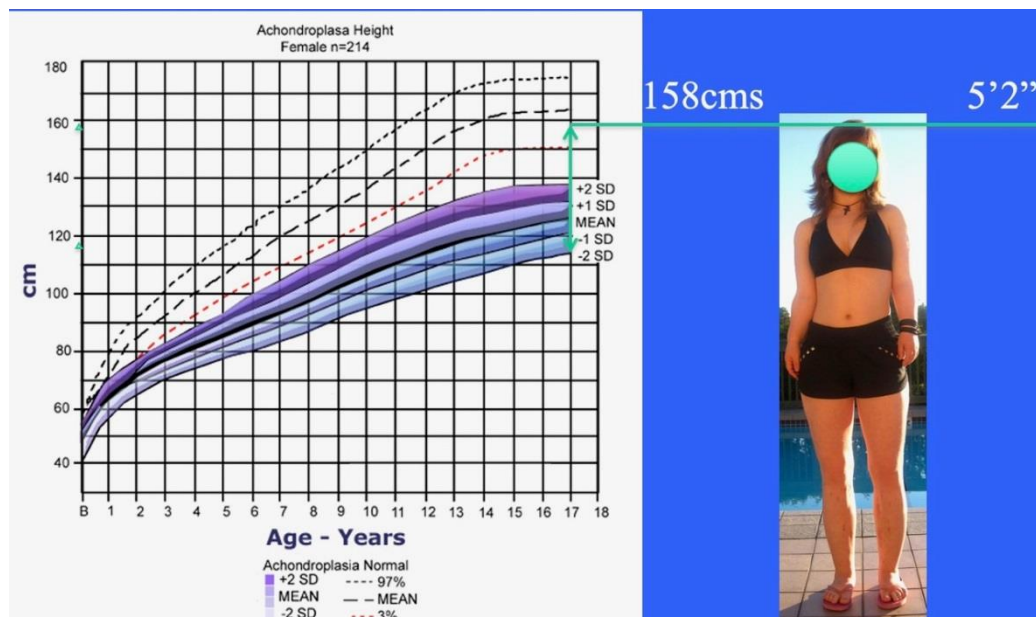 Achondroplasa Height
Female n=214
180
160
140
120
100
80
60
40
cm
+2 SD
+1 SD
MEAN
-1 SD
-2 SD
B 1 2 3 4 5 6 7 8 9 10 11 12 13 14 15 16 17 18
Age - Years
Achondroplasia Normal
+2 SD ---- 97%
MEAN — — MEAN
-2 SD ---- 3%
158cms 5’2”